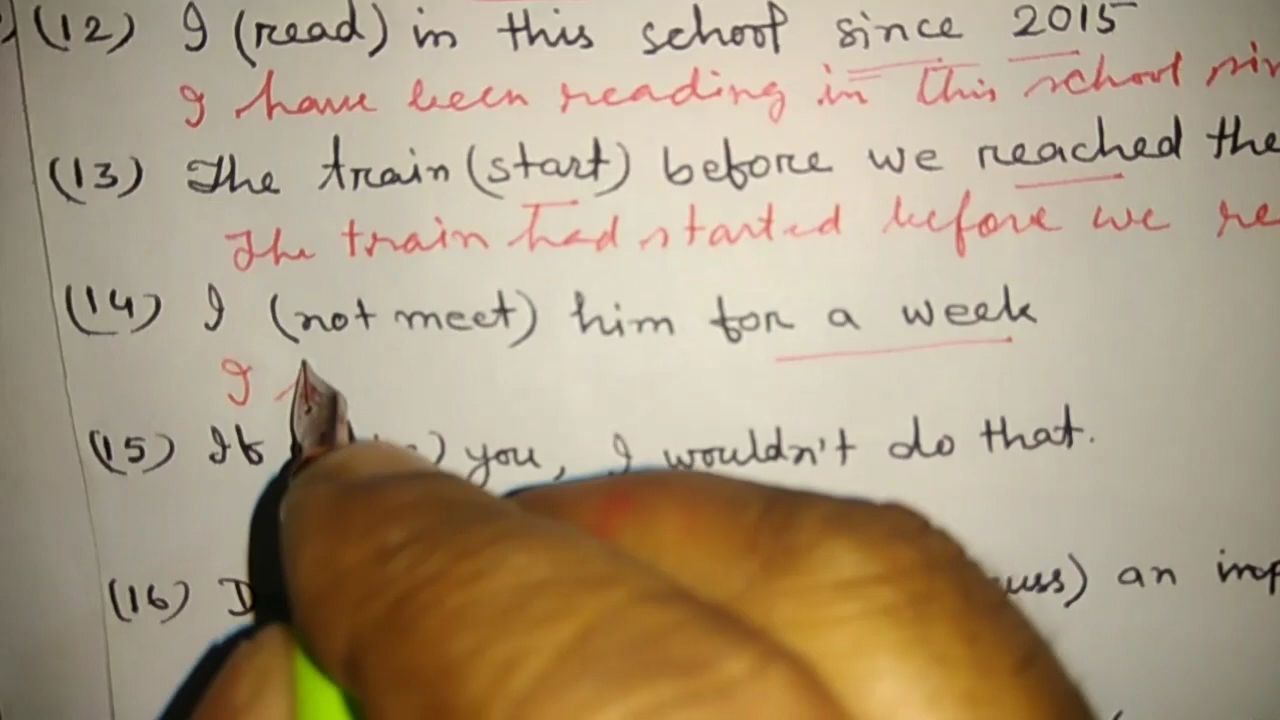 (12) I (read) in this school since 2015
I have been reading in this school
(13) The train (start) before we reached the
The train had started before we
(14) I (not meet) him for a week
I
(15) If you, I wouldn't do that.
(16) an